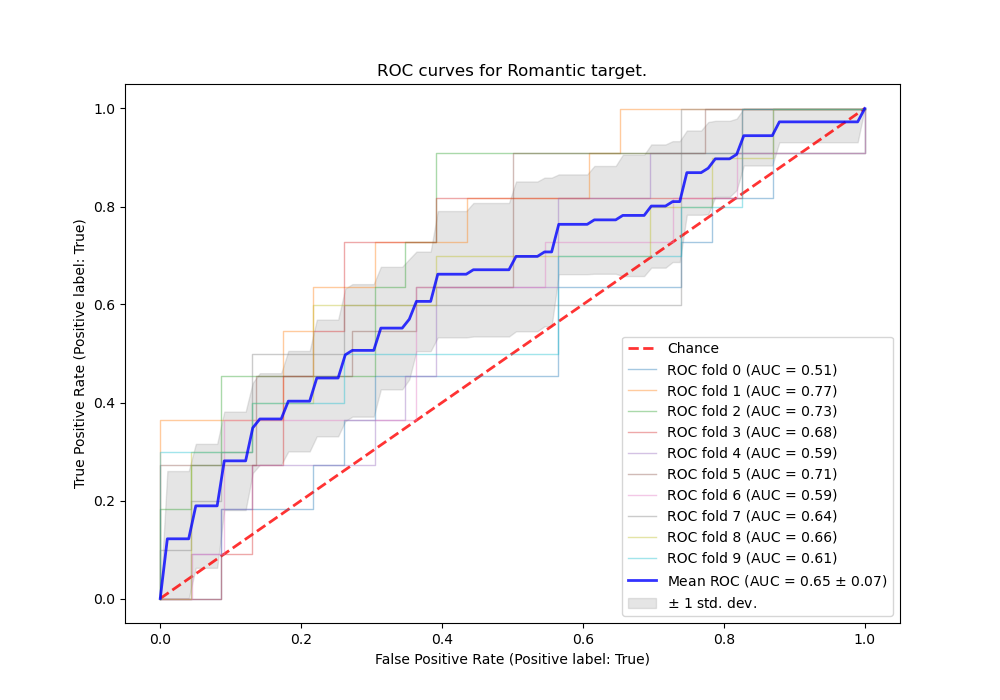 ROC curves for Romantic target.
True Positive Rate (Positive label: True)
1.0
0.8
0.6
0.4
0.2
0.0
0.0 0.2 0.4 0.6 0.8 1.0
False Positive Rate (Positive label: True)
Chance
ROC fold 0 (AUC = 0.51)
ROC fold 1 (AUC = 0.77)
ROC fold 2 (AUC = 0.73)
ROC fold 3 (AUC = 0.68)
ROC fold 4 (AUC = 0.59)
ROC fold 5 (AUC = 0.71)
ROC fold 6 (AUC = 0.59)
ROC fold 7 (AUC = 0.64)
ROC fold 8 (AUC = 0.66)
ROC fold 9 (AUC = 0.61)
Mean ROC (AUC = 0.65 ± 0.07)
± 1 std. dev.